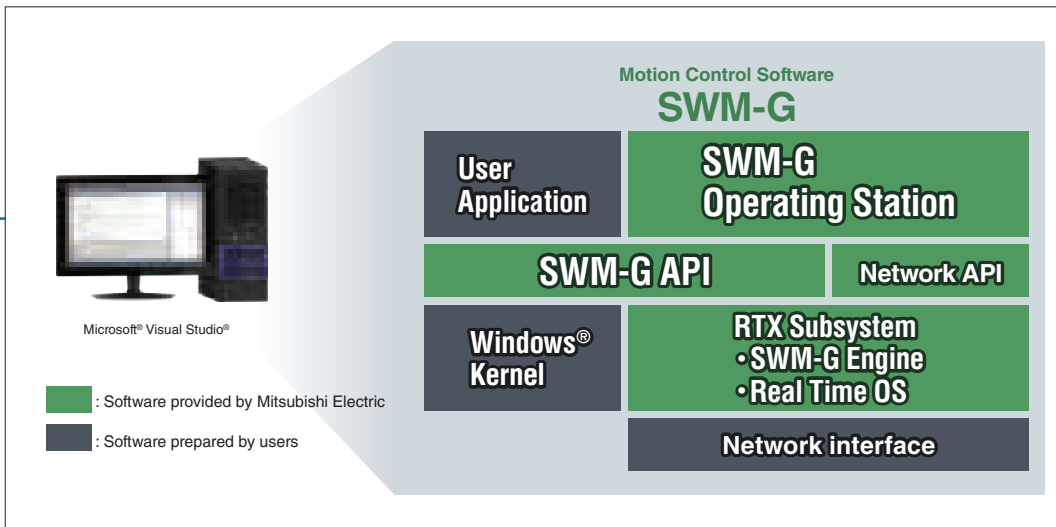 Motion Control Software
SWM-G
User
Application
SWM-G
Operating Station
SWM-G API
Network API
Microsoft® Visual Studio®
Windows®
Kernel
RTX Subsystem
・SWM-G Engine
・Real Time OS
: Software provided by Mitsubishi Electric
: Software prepared by users
Network interface